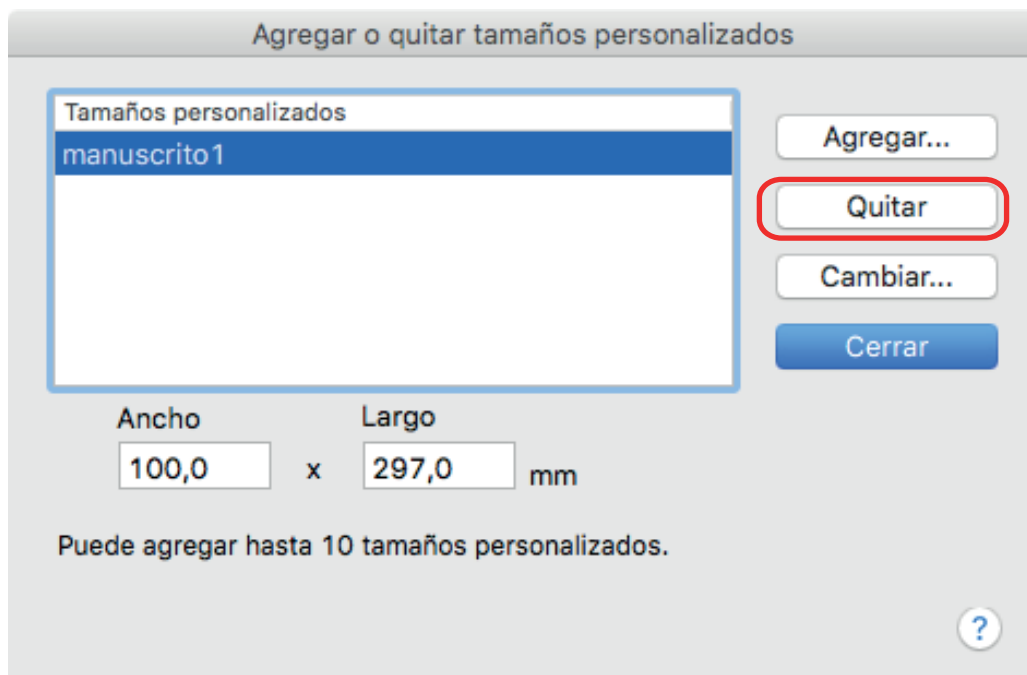 Agregar o quitar tamaños personalizados
Tamaños personalizados
manuscrito1
Agregar...
Quitar
Cambiar...
Cerrar
Ancho Largo
100,0 x 297,0 mm
Puede agregar hasta 10 tamaños personalizados.
?